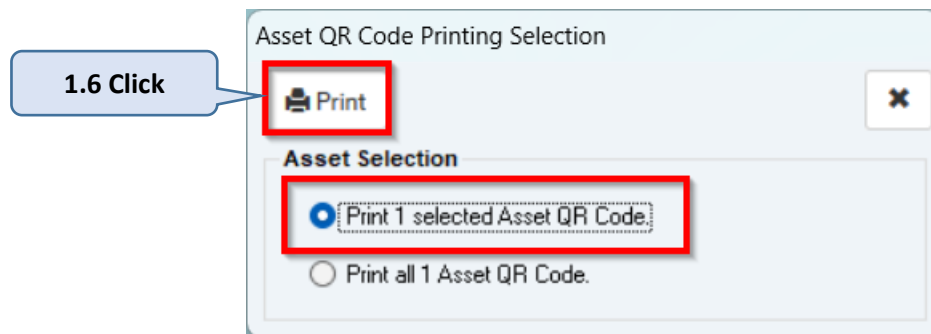 Asset QR Code Printing Selection
1.6 Click
Print
Asset Selection
Print 1 selected Asset QR Code.
Print all 1 Asset QR Code.